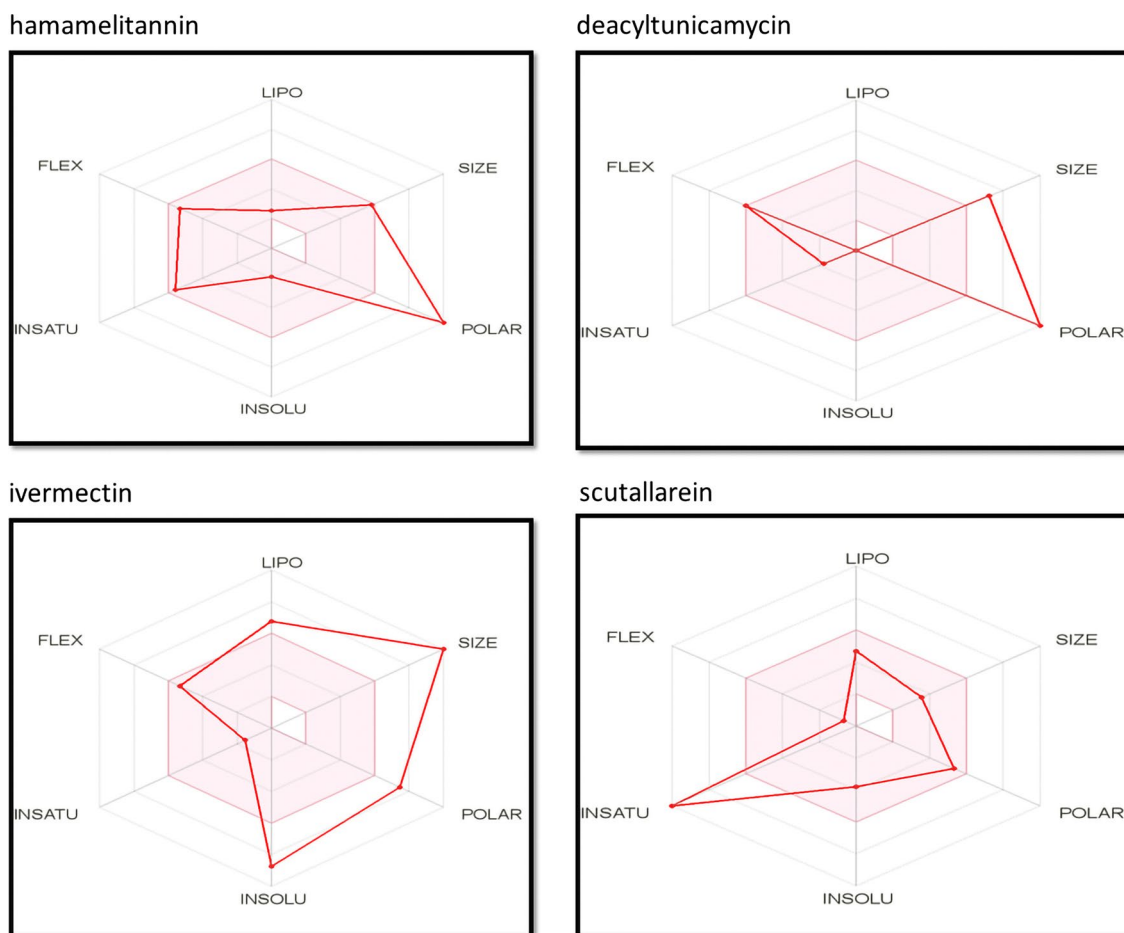 hamamelitannin
LIPO
FLEX
SIZE
INSATU
POLAR
INSOLU
deacyltunicamycin
LIPO
FLEX
SIZE
INSATU
POLAR
INSOLU
ivermectin
LIPO
FLEX
SIZE
INSATU
POLAR
INSOLU
scutallarein
LIPO
FLEX
SIZE
INSATU
POLAR
INSOLU